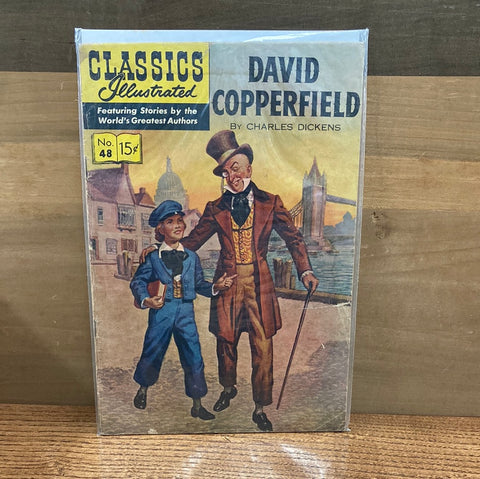 CLASSICS
Illustrated
Featuring Stories by the
World's Greatest Authors
No.
48
15¢
DAVID
COPPERFIELD
BY CHARLES DICKENS